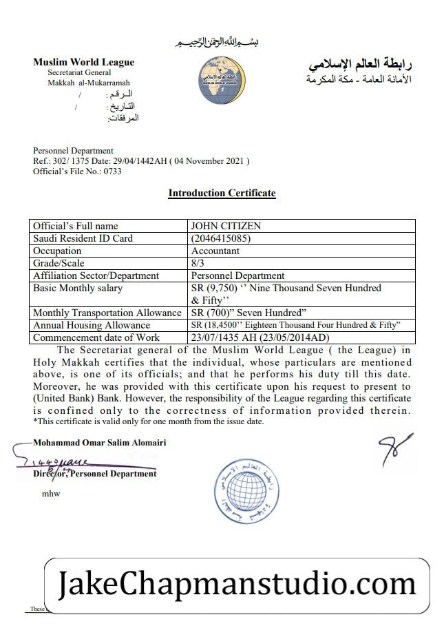 بسم الله الرحمن الرحيم
Muslim World League
Secretariat General
Makkah al-Mukarramah
رابطة العالم الإسلامي
الأمانة العامة - مكة المكرمة
الـرقـم : /
التـاريخ : /
المرفقات:
Personnel Department
Ref.: 302/ 1375 Date: 29/04/1442AH ( 04 November 2021 )
Official's File No.: 0733
Introduction Certificate
Official's Full name JOHN CITIZEN
Saudi Resident ID Card (2046415085)
Occupation Accountant
Grade/Scale 8/3
Affiliation Sector/Department Personnel Department
Basic Monthly salary SR (9,750) ‘’ Nine Thousand Seven Hundred
& Fifty’’
Monthly Transportation Allowance SR (700)” Seven Hundred”
Annual Housing Allowance SR (18,4500‘’ Eighteen Thousand Four Hundred & Fifty”
Commencement date of Work 23/07/1435 AH (23/05/2014AD)
The Secretariat general of the Muslim World League ( the League) in
Holy Makkah certifies that the individual, whose particulars are mentioned
above, is one of its officials; and that he performs his duty till this date.
Moreover, he was provided with this certificate upon his request to present to
(United Bank) Bank. However, the responsibility of the League regarding this certificate
is confined only to the correctness of information provided therein.
*This certificate is valid only for one month from the issue date.
Mohammad Omar Salim Alomairi
Director, Personnel Department
mhw
رابطة العالم الإسلامي
JakeChapmanstudio.com
These